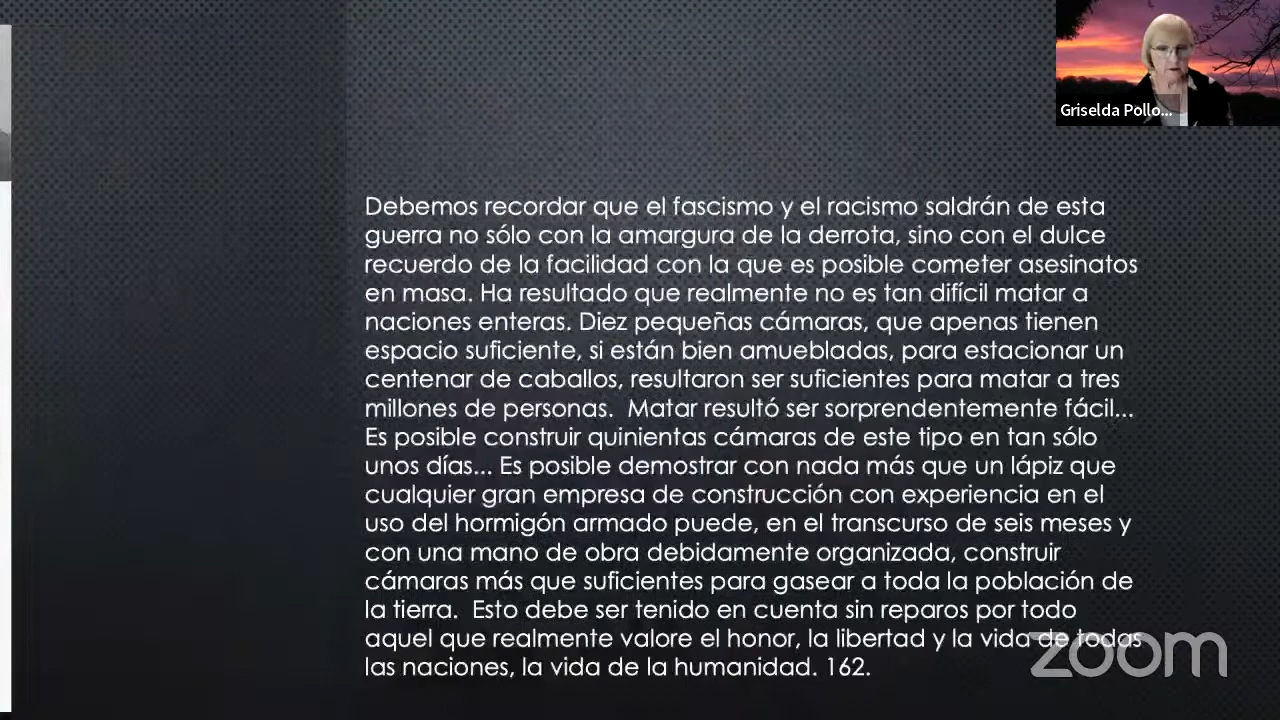 Griselda Pollo...
Debemos recordar que el fascismo y el racismo saldrán de esta
guerra no sólo con la amargura de la derrota, sino con el dulce
recuerdo de la facilidad con la que es posible cometer asesinatos
en masa. Ha resultado que realmente no es tan difícil matar a
naciones enteras. Diez pequeñas cámaras, que apenas tienen
espacio suficiente, si están bien amuebladas, para estacionar un
centenar de caballos, resultaron ser suficientes para matar a tres
millones de personas.  Matar resultó ser sorprendentemente fácil...
Es posible construir quinientas cámaras de este tipo en tan sólo
unos días... Es posible demostrar con nada más que un lápiz que
cualquier gran empresa de construcción con experiencia en el
uso del hormigón armado puede, en el transcurso de seis meses y
con una mano de obra debidamente organizada, construir
cámaras más que suficientes para gasear a toda la población de
la tierra.  Esto debe ser tenido en cuenta sin reparos por todo
aquel que realmente valore el honor, la libertad y la vida de todas
las naciones, la vida de la humanidad. 162.
zoom